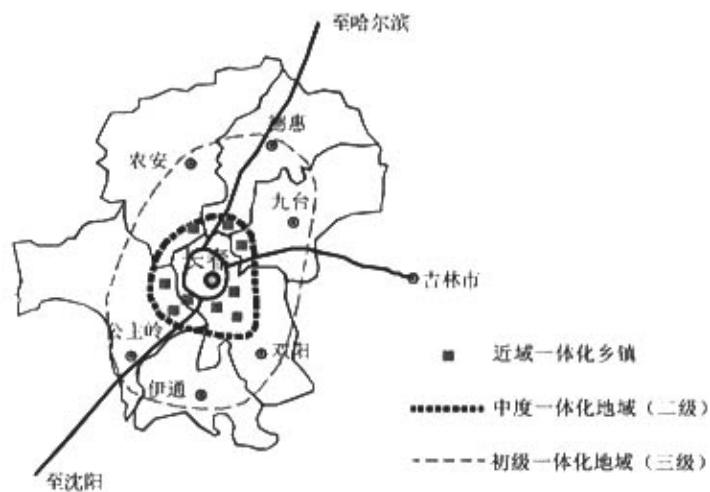 至哈尔滨
德惠
农安
九台
长春
吉林市
公主岭
双阳
伊通
至沈阳
近域一体化乡镇
中度一体化地域（二级）
初级一体化地域（三级）